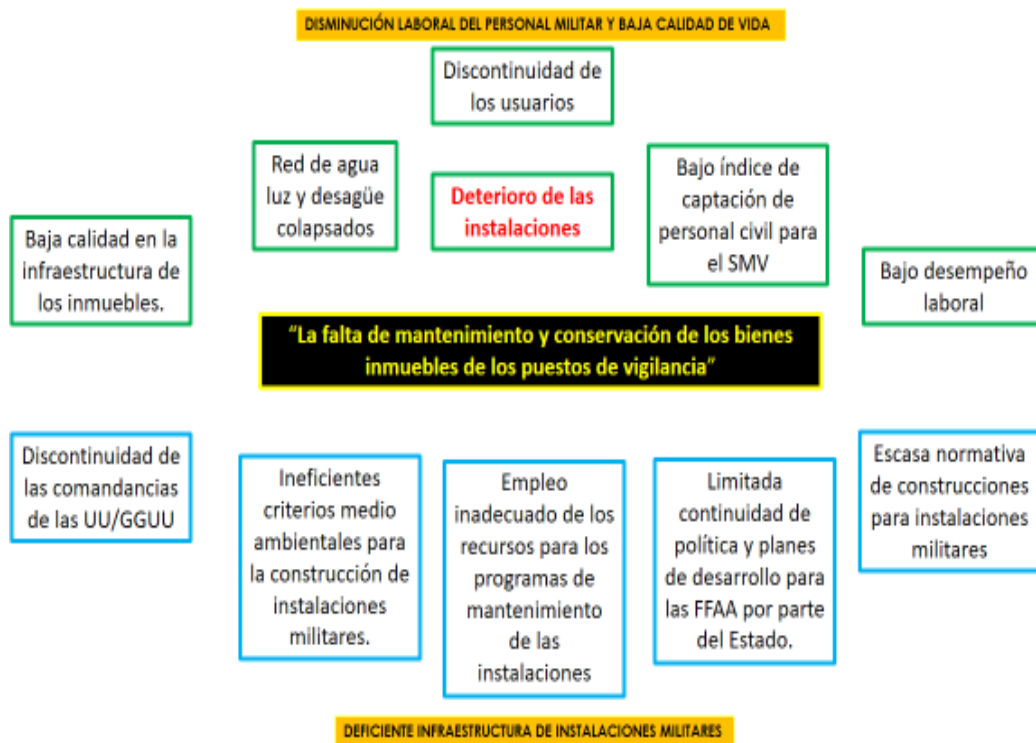 DISMINUCIÓN LABORAL DEL PERSONAL MILITAR Y BAJA CALIDAD DE VIDA
Discontinuidad de
los usuarios
Red de agua
luz y desagüe
colapsados
Deterioro de las
instalaciones
Bajo índice de
captación de
personal civil para
el SMV
Baja calidad en la
infraestructura de
los inmuebles.
Bajo desempeño
laboral
“La falta de mantenimiento y conservación de los bienes
inmuebles de los puestos de vigilancia”
Discontinuidad de
las comandancias
de las UU/GGUU
Ineficientes
criterios medio
ambientales para
la construcción de
instalaciones
militares.
Empleo
inadecuado de los
recursos para los
programas de
mantenimiento
de las
instalaciones
Limitada
continuidad de
política y planes
de desarrollo para
las FFAA por parte
del Estado.
Escasa normativa
de construcciones
para instalaciones
militares
DEFICIENTE INFRAESTRUCTURA DE INSTALACIONES MILITARES